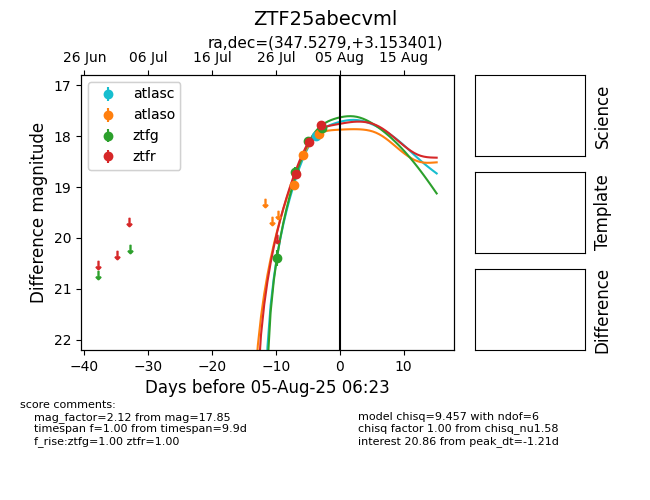 ZTF25abecvml
ra,dec=(347.5279,+3.153401)
26 Jun 06 Jul 16 Jul 26 Jul 05 Aug 15 Aug
17
18
19
20
21
22
Difference magnitude
atlasc
atlaso
ztfg
ztfr
−40 −30 −20 −10 0 10
Days before 05-Aug-25 06:23
Science
Template
Difference
score comments:
mag_factor=2.12 from mag=17.85
timespan f=1.00 from timespan=9.9d
f_rise:ztfg=1.00 ztfr=1.00
model chisq=9.457 with ndof=6
chisq factor 1.00 from chisq_nu1.58
interest 20.86 from peak_dt=-1.21d